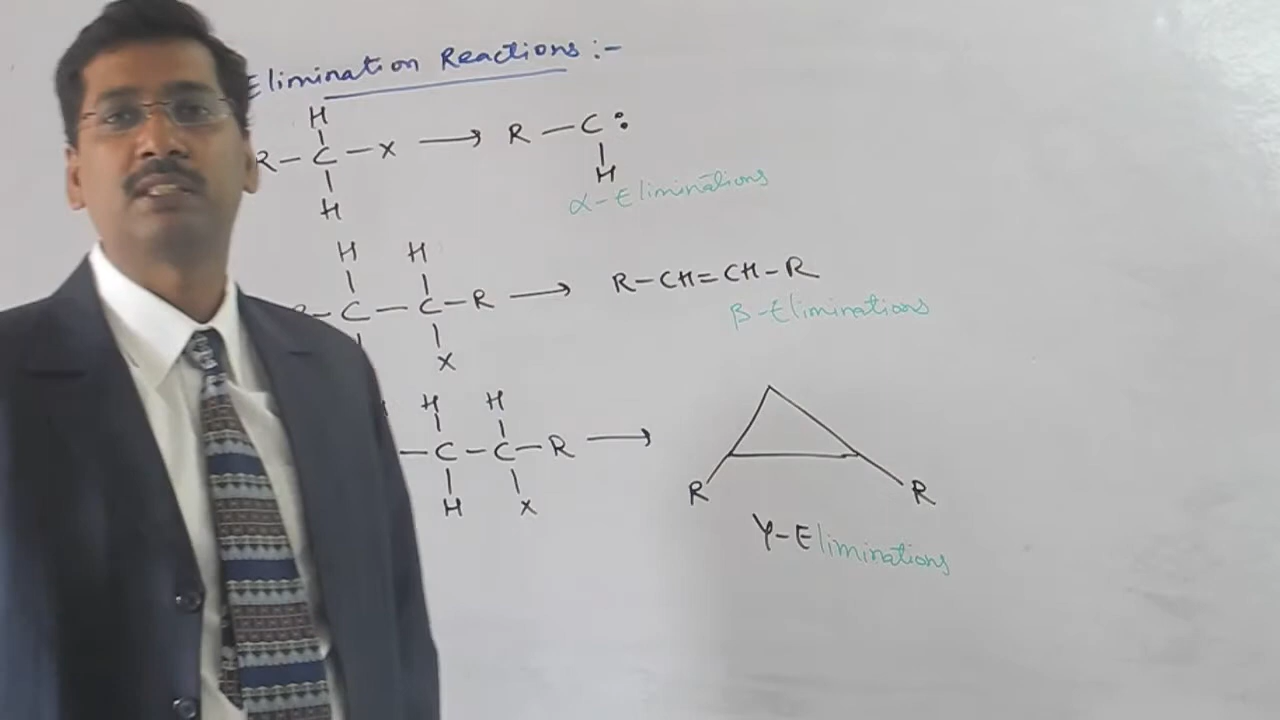 Elimination Reactions :-
H
R-C-X → R-C:
H H
α-Eliminations
H H
C-C-R → R-CH=CH-R
X
β-Eliminations
H H
-C-C-R →
H X
R R
γ-Eliminations